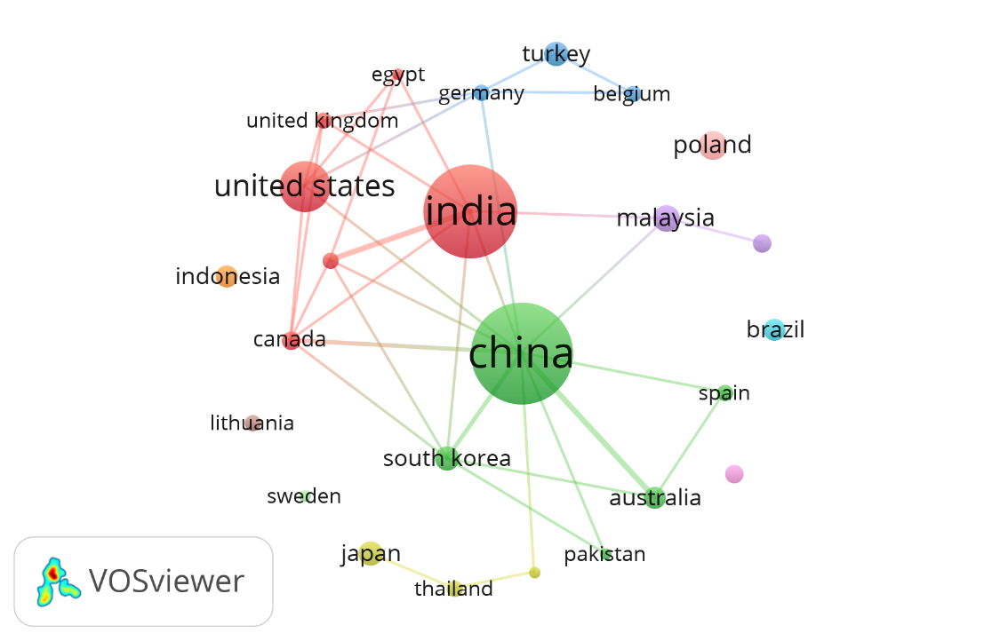 turkey
egypt
germany
belgium
united kingdom
poland
united states
india
malaysia
indonesia
brazil
canada
china
spain
lithuania
south korea
sweden
australia
japan
pakistan
thailand
VOSviewer